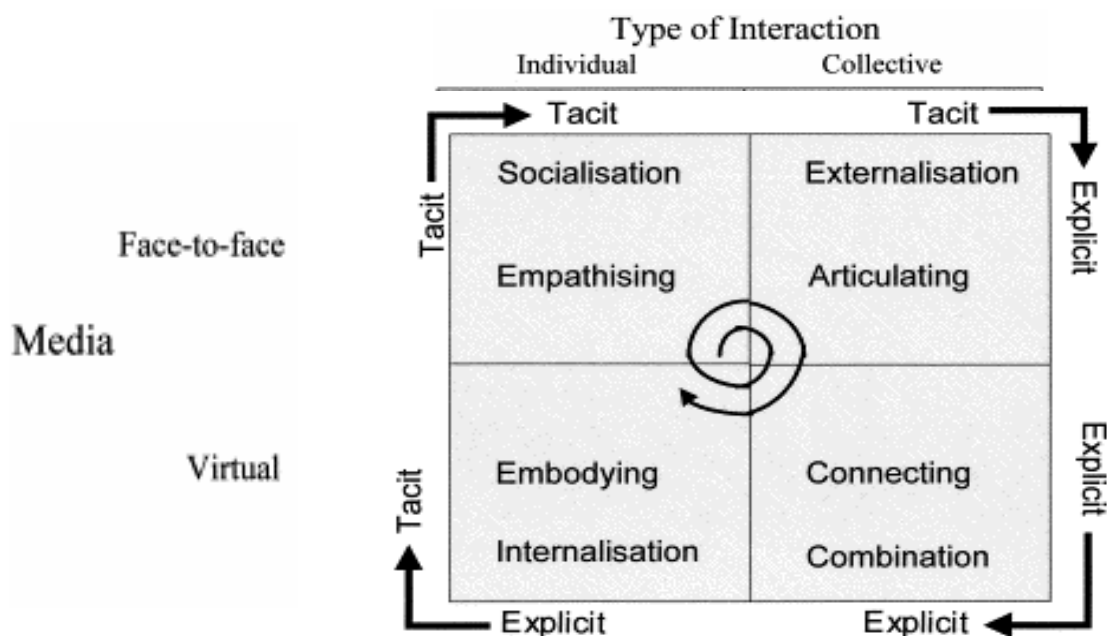 Type of Interaction
Individual Collective
Tacit Tacit
Socialisation Externalisation
Tacit Explicit
Face-to-face
Empathising Articulating
Media
Virtual
Embodying Connecting
Tacit Explicit
Internalisation Combination
Explicit Explicit